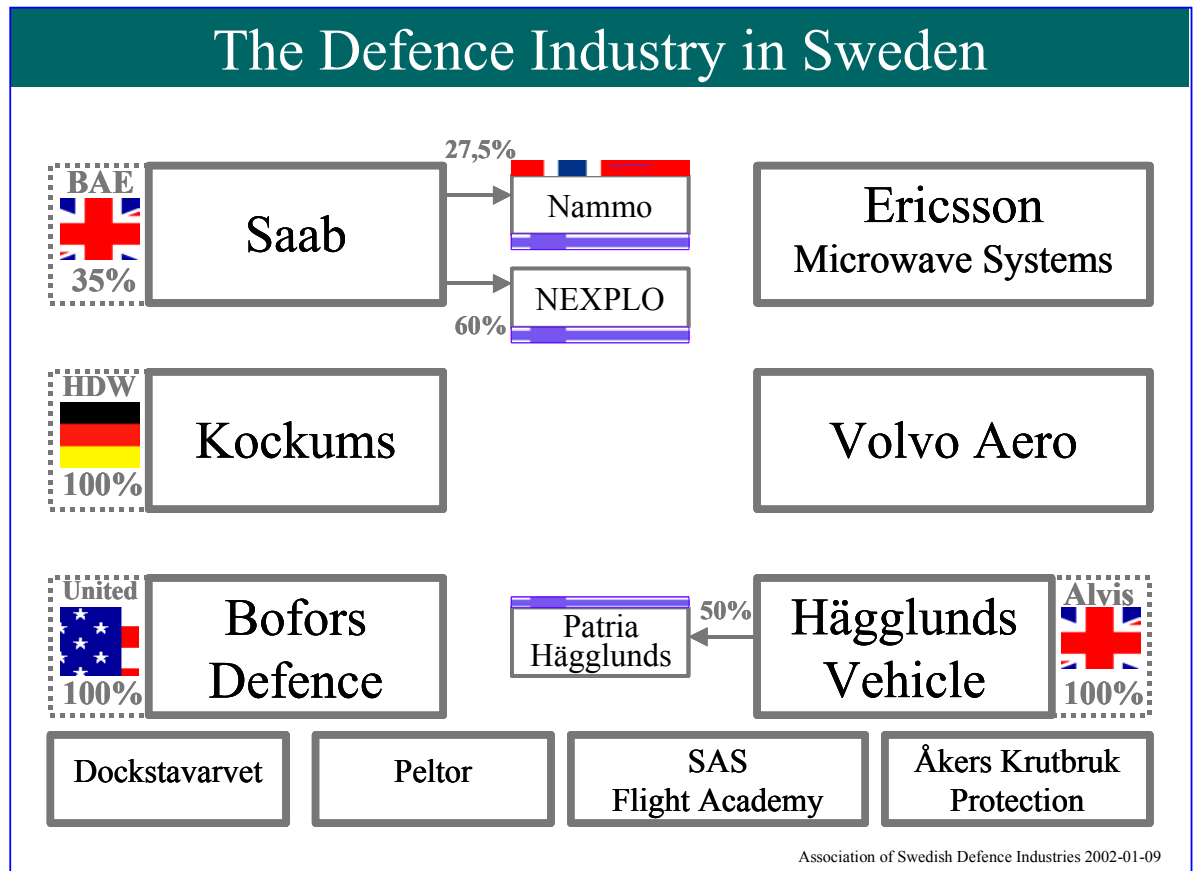 The Defence Industry in Sweden
BAE
35%
Saab
27,5%
Nammo
NEXPLO
60%
Ericsson
Microwave Systems
HDW
100%
Kockums
Volvo Aero
United
100%
Bofors
Defence
Patria
Hägglunds
50%
Hägglunds
Vehicle
Alvis
100%
Dockstavarvet
Peltor
SAS
Flight Academy
Åkers Krutbruk
Protection
Association of Swedish Defence Industries 2002-01-09